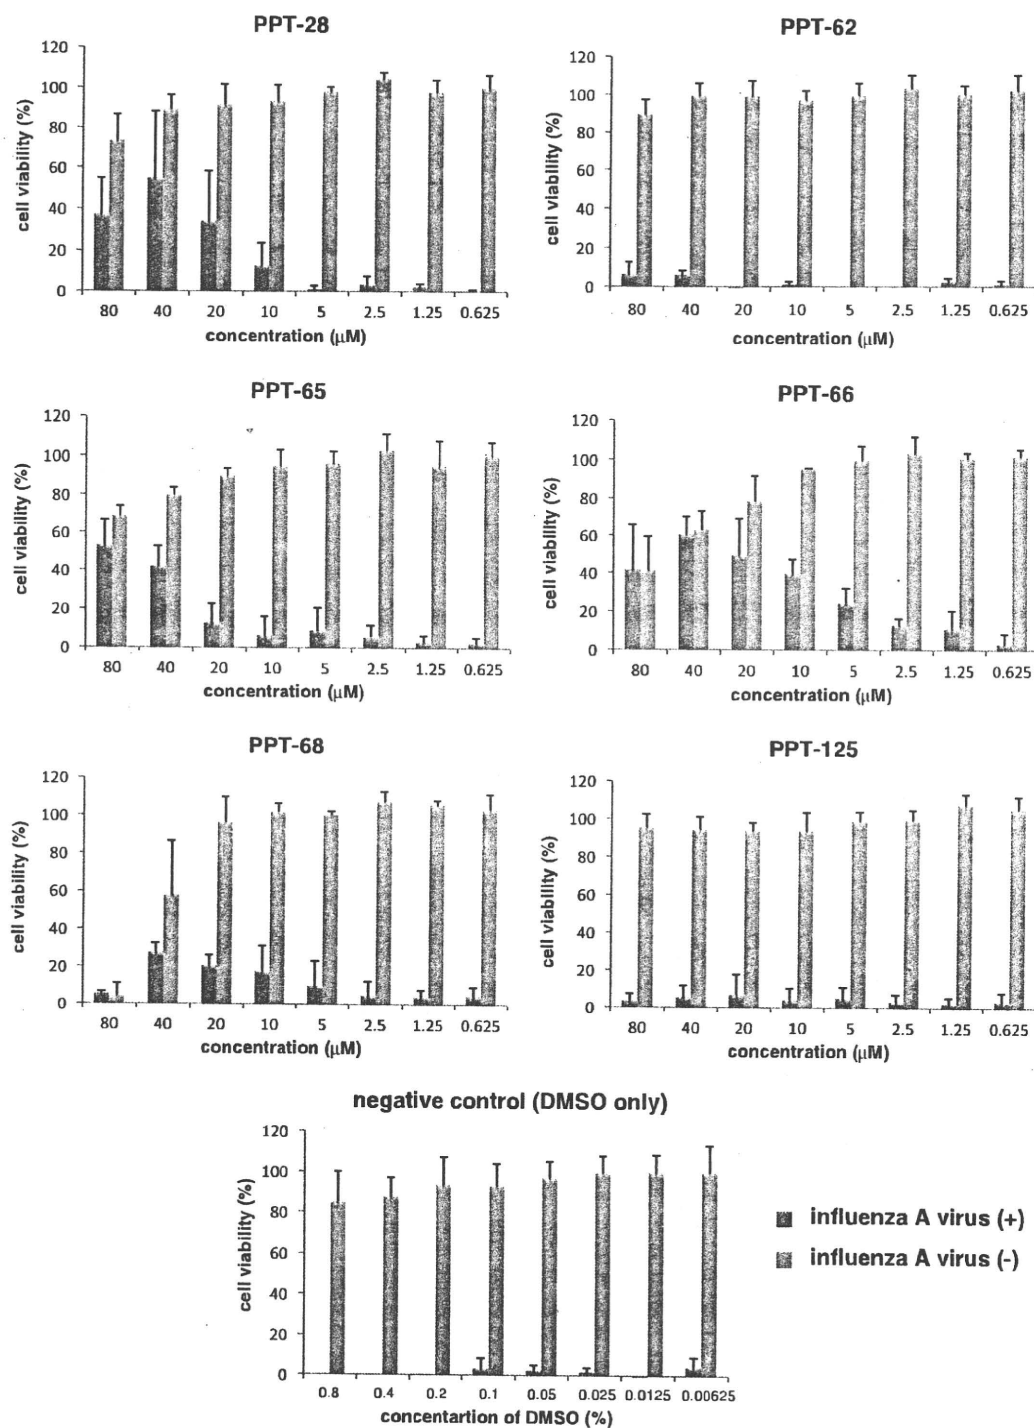 PPT-28
120
100
80
60
40
20
0
cell viability (%)
80 40 20 10 5 2.5 1.25 0.625
concentration (µM)
PPT-62
120
100
80
60
40
20
0
cell viability (%)
80 40 20 10 5 2.5 1.25 0.625
concentration (µM)
PPT-65
120
100
80
60
40
20
0
cell viability (%)
80 40 20 10 5 2.5 1.25 0.625
concentration (µM)
PPT-66
120
100
80
60
40
20
0
cell viability (%)
80 40 20 10 5 2.5 1.25 0.625
concentration (µM)
PPT-68
120
100
80
60
40
20
0
cell viability (%)
80 40 20 10 5 2.5 1.25 0.625
concentration (µM)
PPT-125
120
100
80
60
40
20
0
cell viability (%)
80 40 20 10 5 2.5 1.25 0.625
concentration (µM)
negative control (DMSO only)
120
100
80
60
40
20
0
cell viability (%)
0.8 0.4 0.2 0.1 0.05 0.025 0.0125 0.00625
concentartion of DMSO (%)
influenza A virus (+)
influenza A virus (-)